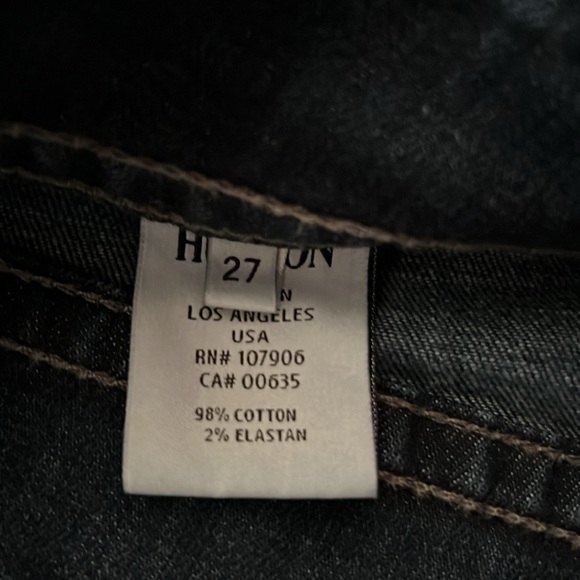 27
LOS ANGELES
USA
RN# 107906
CA# 00635
98% COTTON
2% ELASTAN